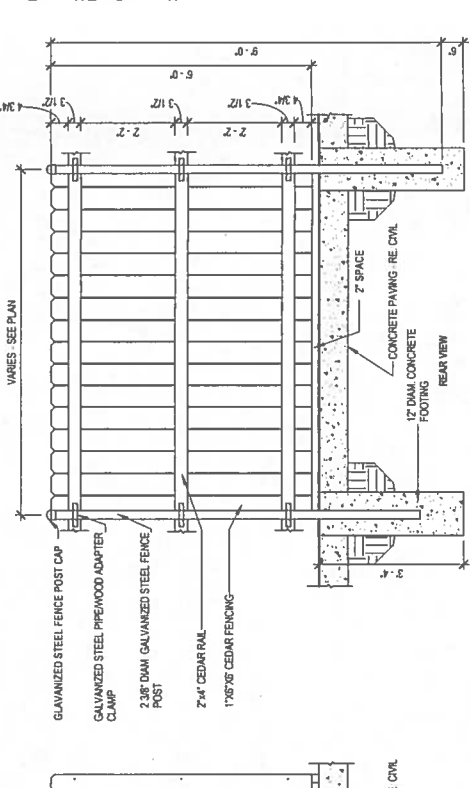 VARIES - SEE PLAN
GLAVANIZED STEEL FENCE POST CAP
GALVANIZED STEEL PIPE/WOOD ADAPTER
CLAMP
2 3/8" DIAM GALVANIZED STEEL FENCE
POST
2"x4" CEDAR RAIL
1"X6"X6' CEDAR FENCING
4 3/4"
3 1/2"
2'-2"
3 1/2"
2'-2"
3 1/2"
4 3/4"
6'-0"
9'-0"
6"
3'-4"
2" SPACE
CONCRETE PAVING - RE. CIVIL
12" DIAM. CONCRETE
FOOTING
REAR VIEW
RE. CIVIL